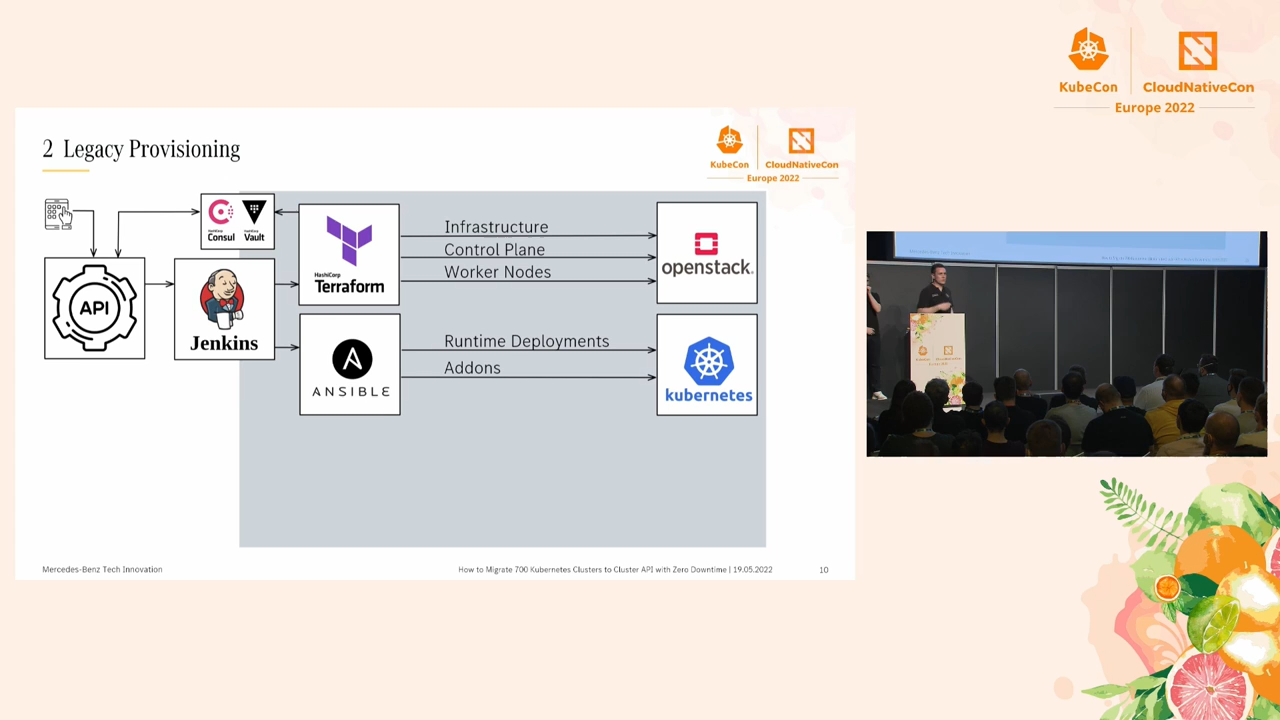 KubeCon
CloudNativeCon
Europe 2022
2 Legacy Provisioning
KubeCon
CloudNativeCon
Europe 2022
HashiCorp
Consul
HashiCorp
Vault
API
Jenkins
HashiCorp
Terraform
ANSIBLE
Infrastructure
Control Plane
Worker Nodes
Runtime Deployments
Addons
openstack.
kubernetes
Mercedes-Benz Tech Innovation
How to Migrate 700 Kubernetes Clusters to Cluster API with Zero Downtime | 19.05.2022
10